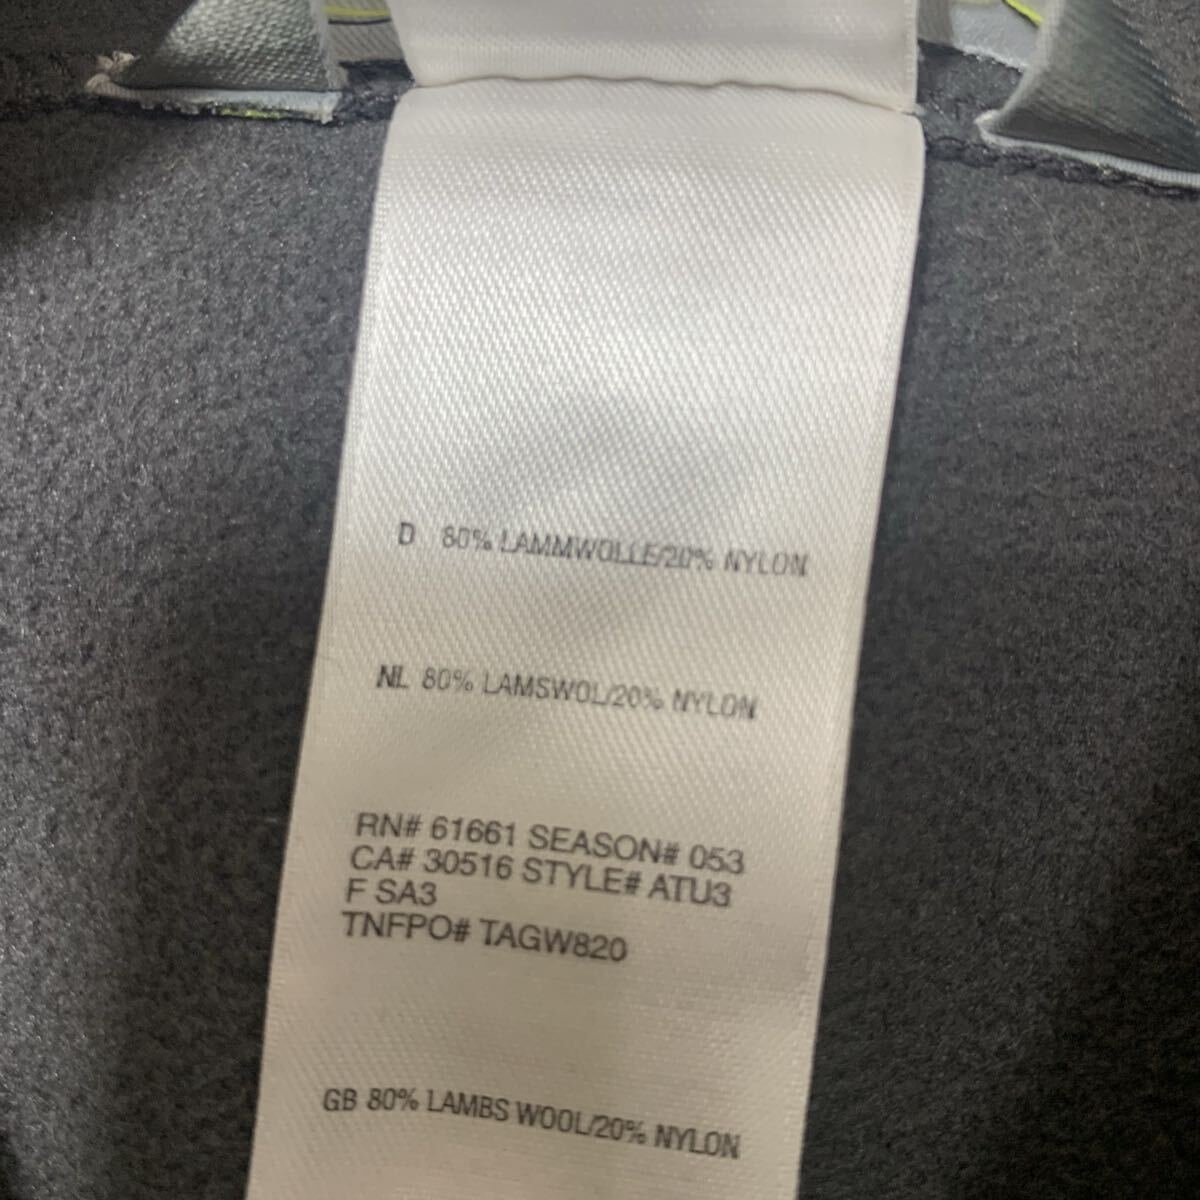 D 80% LAMMWOLLE/20% NYLON
NL 80% LAMSWOL/20% NYLON
RN# 61661 SEASON# 053
CA# 30516 STYLE# ATU3
F SA3
TNFPO# TAGW820
GB 80% LAMBS WOOL/20% NYLON